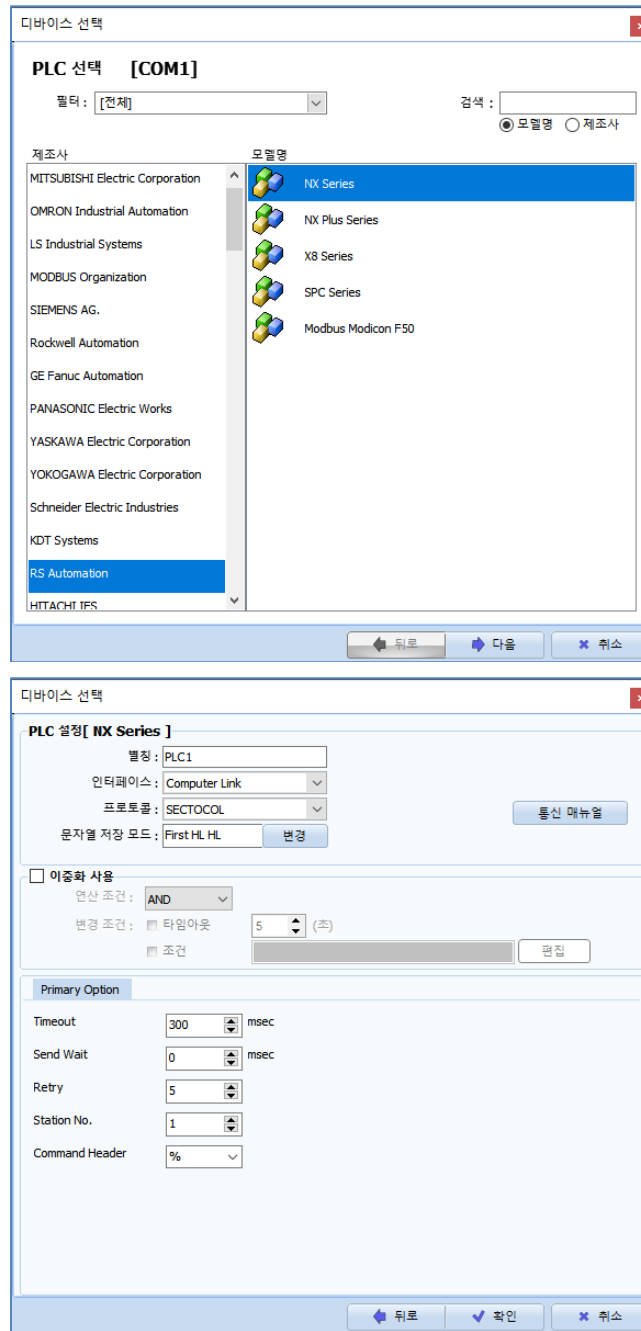 디바이스 선택
PLC 선택 [COM1]
필터 : [전체] 검색 :
모델명 제조사
제조사 모델명
MITSUBISHI Electric Corporation
OMRON Industrial Automation
LS Industrial Systems
MODBUS Organization
SIEMENS AG.
Rockwell Automation
GE Fanuc Automation
PANASONIC Electric Works
YASKAWA Electric Corporation
YOKOGAWA Electric Corporation
Schneider Electric Industries
KDT Systems
RS Automation
HITACHI IES
NX Series
NX Plus Series
X8 Series
SPC Series
Modbus Modicon F50
뒤로 다음 취소
디바이스 선택
PLC 설정[ NX Series ]
별칭 : PLC1
인터페이스 : Computer Link
프로토콜 : SECTOCOL 통신 매뉴얼
문자열 저장 모드 : First HL HL 변경
이중화 사용
연산 조건 : AND
변경 조건 : 타임아웃 5 (초)
조건 편집
Primary Option
Timeout 300 msec
Send Wait 0 msec
Retry 5
Station No. 1
Command Header %
뒤로 확인 취소